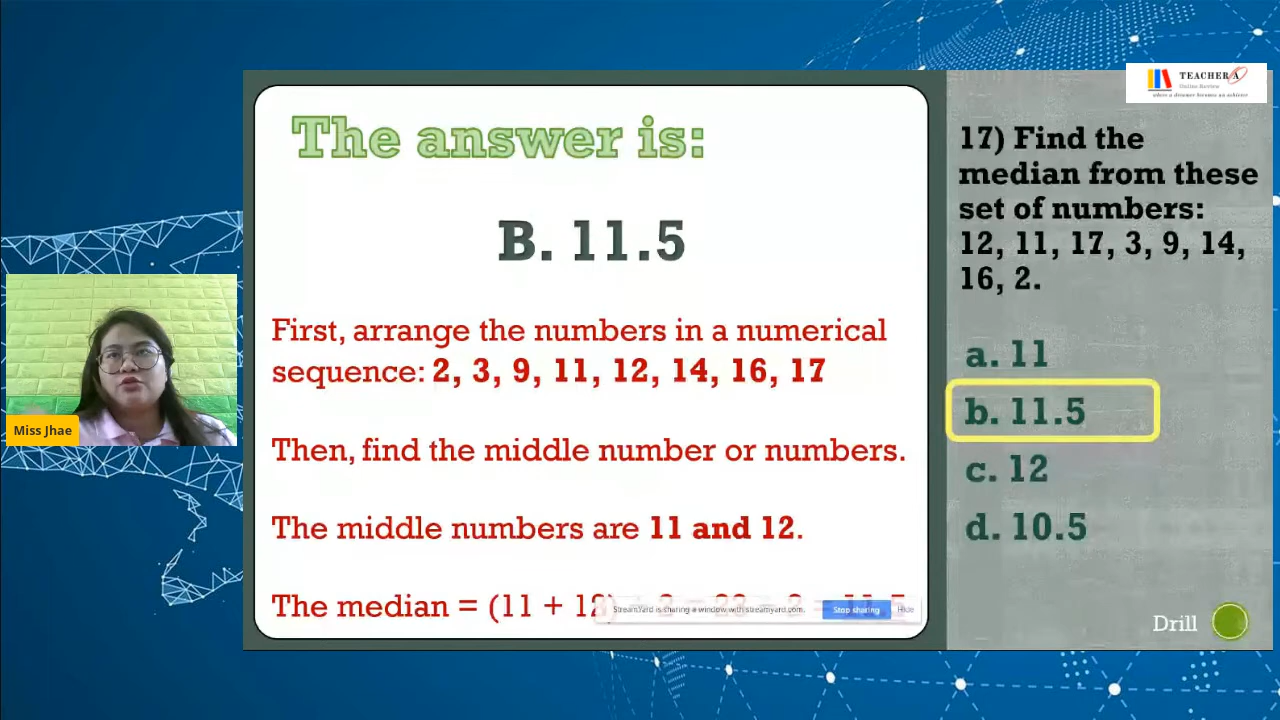 The answer is:
B. 11.5
First, arrange the numbers in a numerical
sequence: 2, 3, 9, 11, 12, 14, 16, 17
Then, find the middle number or numbers.
The middle numbers are 11 and 12.
The median = (11 + 12)
StreamYard is sharing a window with streamyard.com.
Stop sharing
Hide
TEACHER A
Online Review
17) Find the
median from these
set of numbers:
12, 11, 17, 3, 9, 14,
16, 2.
a. 11
b. 11.5
c. 12
d. 10.5
Drill
Miss Jhae